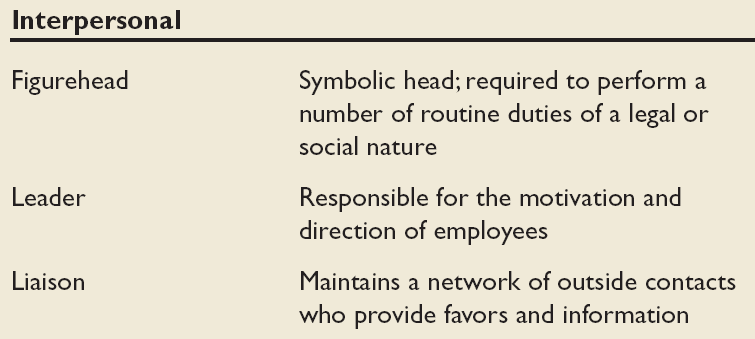 Interpersonal
Figurehead Symbolic head; required to perform a
number of routine duties of a legal or
social nature
Leader Responsible for the motivation and
direction of employees
Liaison Maintains a network of outside contacts
who provide favors and information